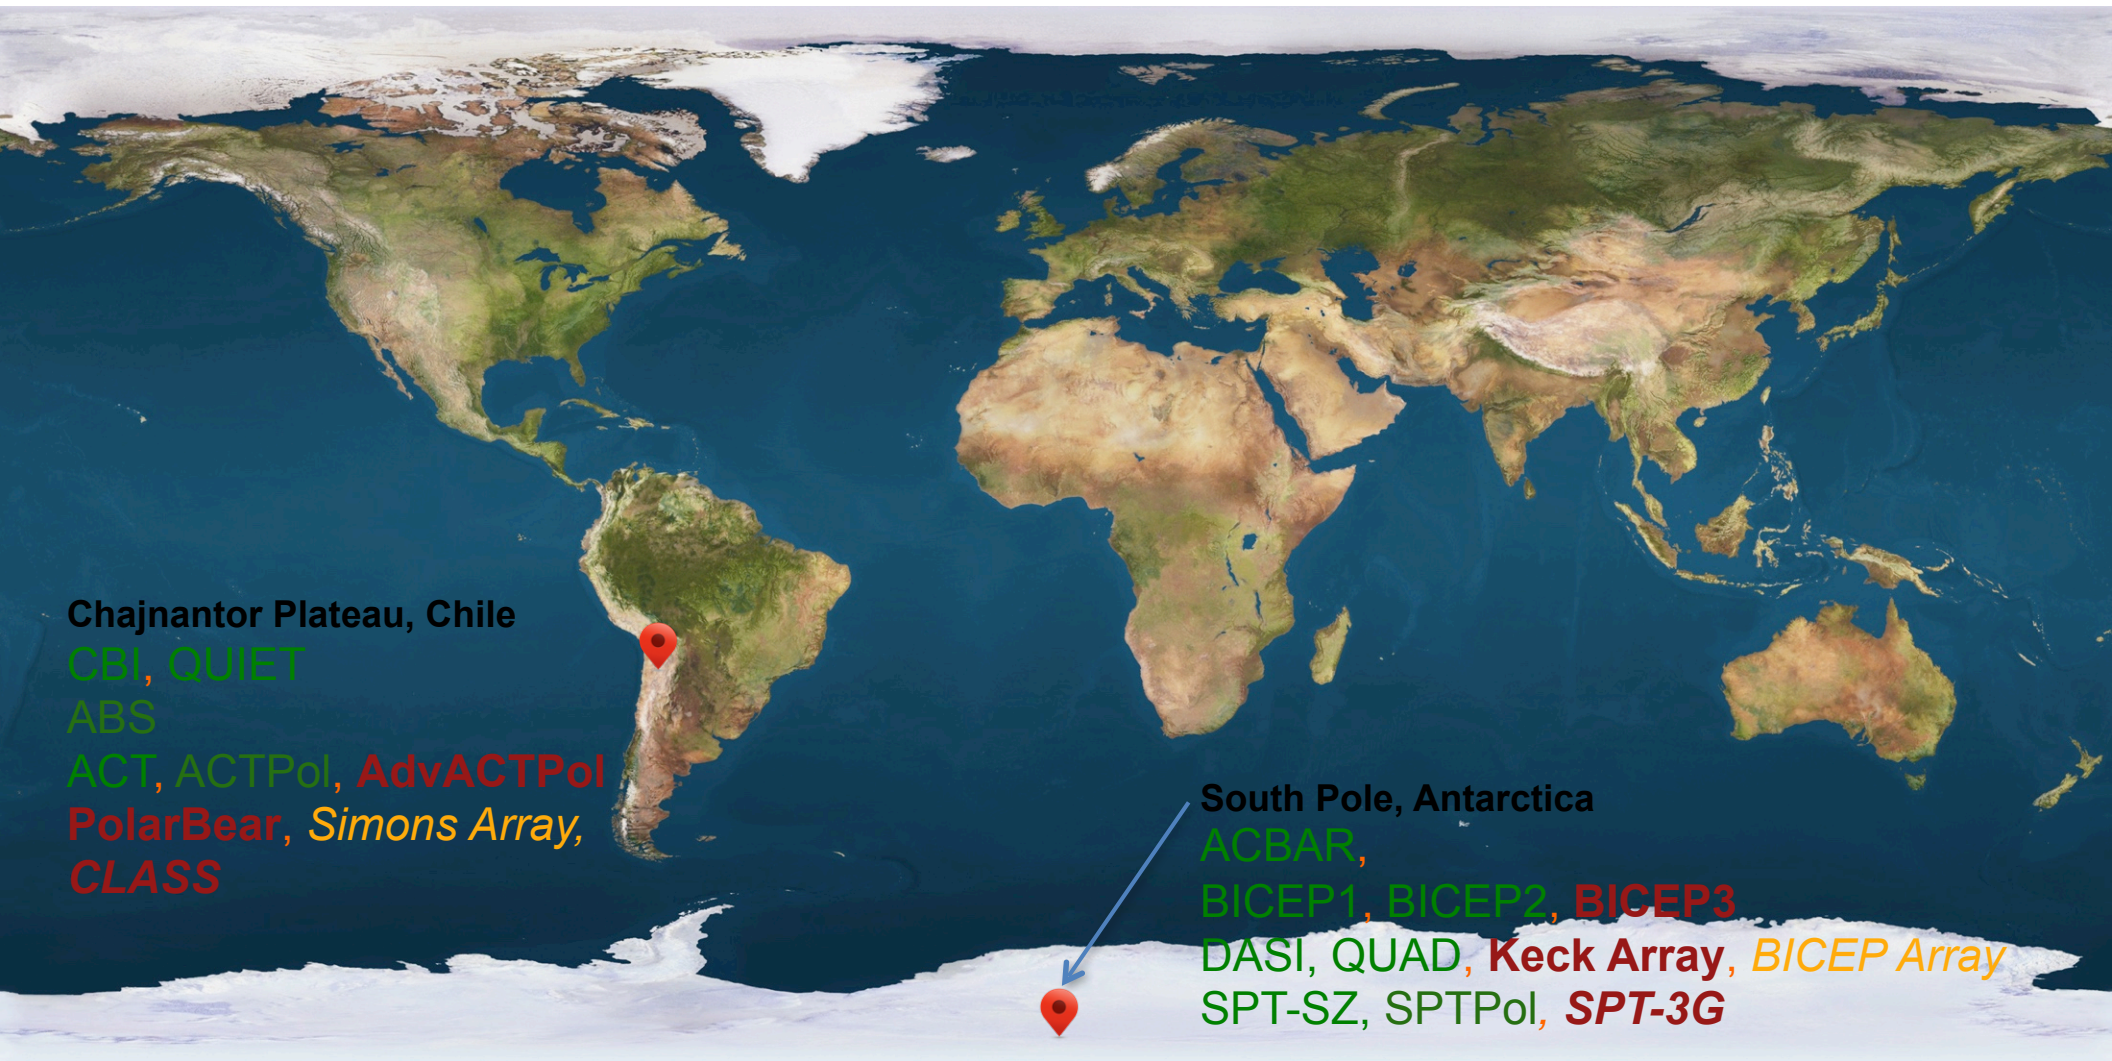 Chajnantor Plateau, Chile
CBI, QUIET
ABS
ACT, ACTPol, AdvACTPol
PolarBear, Simons Array,
CLASS
South Pole, Antarctica
ACBAR,
BICEP1, BICEP2, BICEP3
DASI, QUAD, Keck Array, BICEP Array
SPT-SZ, SPTPol, SPT-3G